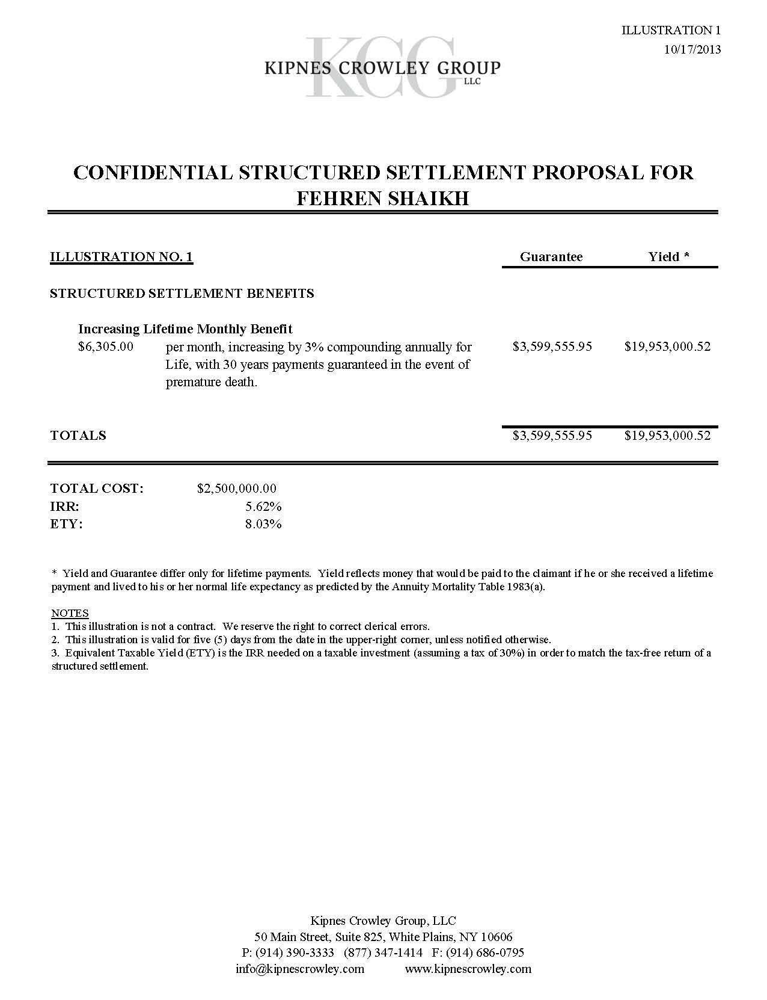 ILLUSTRATION 1
10/17/2013
KCG
KIPNES CROWLEY GROUP
LLC
CONFIDENTIAL STRUCTURED SETTLEMENT PROPOSAL FOR
FEHREN SHAIKH
ILLUSTRATION NO. 1 Guarantee Yield *
STRUCTURED SETTLEMENT BENEFITS
Increasing Lifetime Monthly Benefit
$6,305.00 per month, increasing by 3% compounding annually for $3,599,555.95 $19,953,000.52
Life, with 30 years payments guaranteed in the event of
premature death.
TOTALS $3,599,555.95 $19,953,000.52
TOTAL COST: $2,500,000.00
IRR: 5.62%
ETY: 8.03%
* Yield and Guarantee differ only for lifetime payments. Yield reflects money that would be paid to the claimant if he or she received a lifetime
payment and lived to his or her normal life expectancy as predicted by the Annuity Mortality Table 1983(a).
NOTES
1. This illustration is not a contract. We reserve the right to correct clerical errors.
2. This illustration is valid for five (5) days from the date in the upper-right corner, unless notified otherwise.
3. Equivalent Taxable Yield (ETY) is the IRR needed on a taxable investment (assuming a tax of 30%) in order to match the tax-free return of a
structured settlement.
Kipnes Crowley Group, LLC
50 Main Street, Suite 825, White Plains, NY 10606
P: (914) 390-3333 (877) 347-1414 F: (914) 686-0795
info@kipnescrowley.com www.kipnescrowley.com